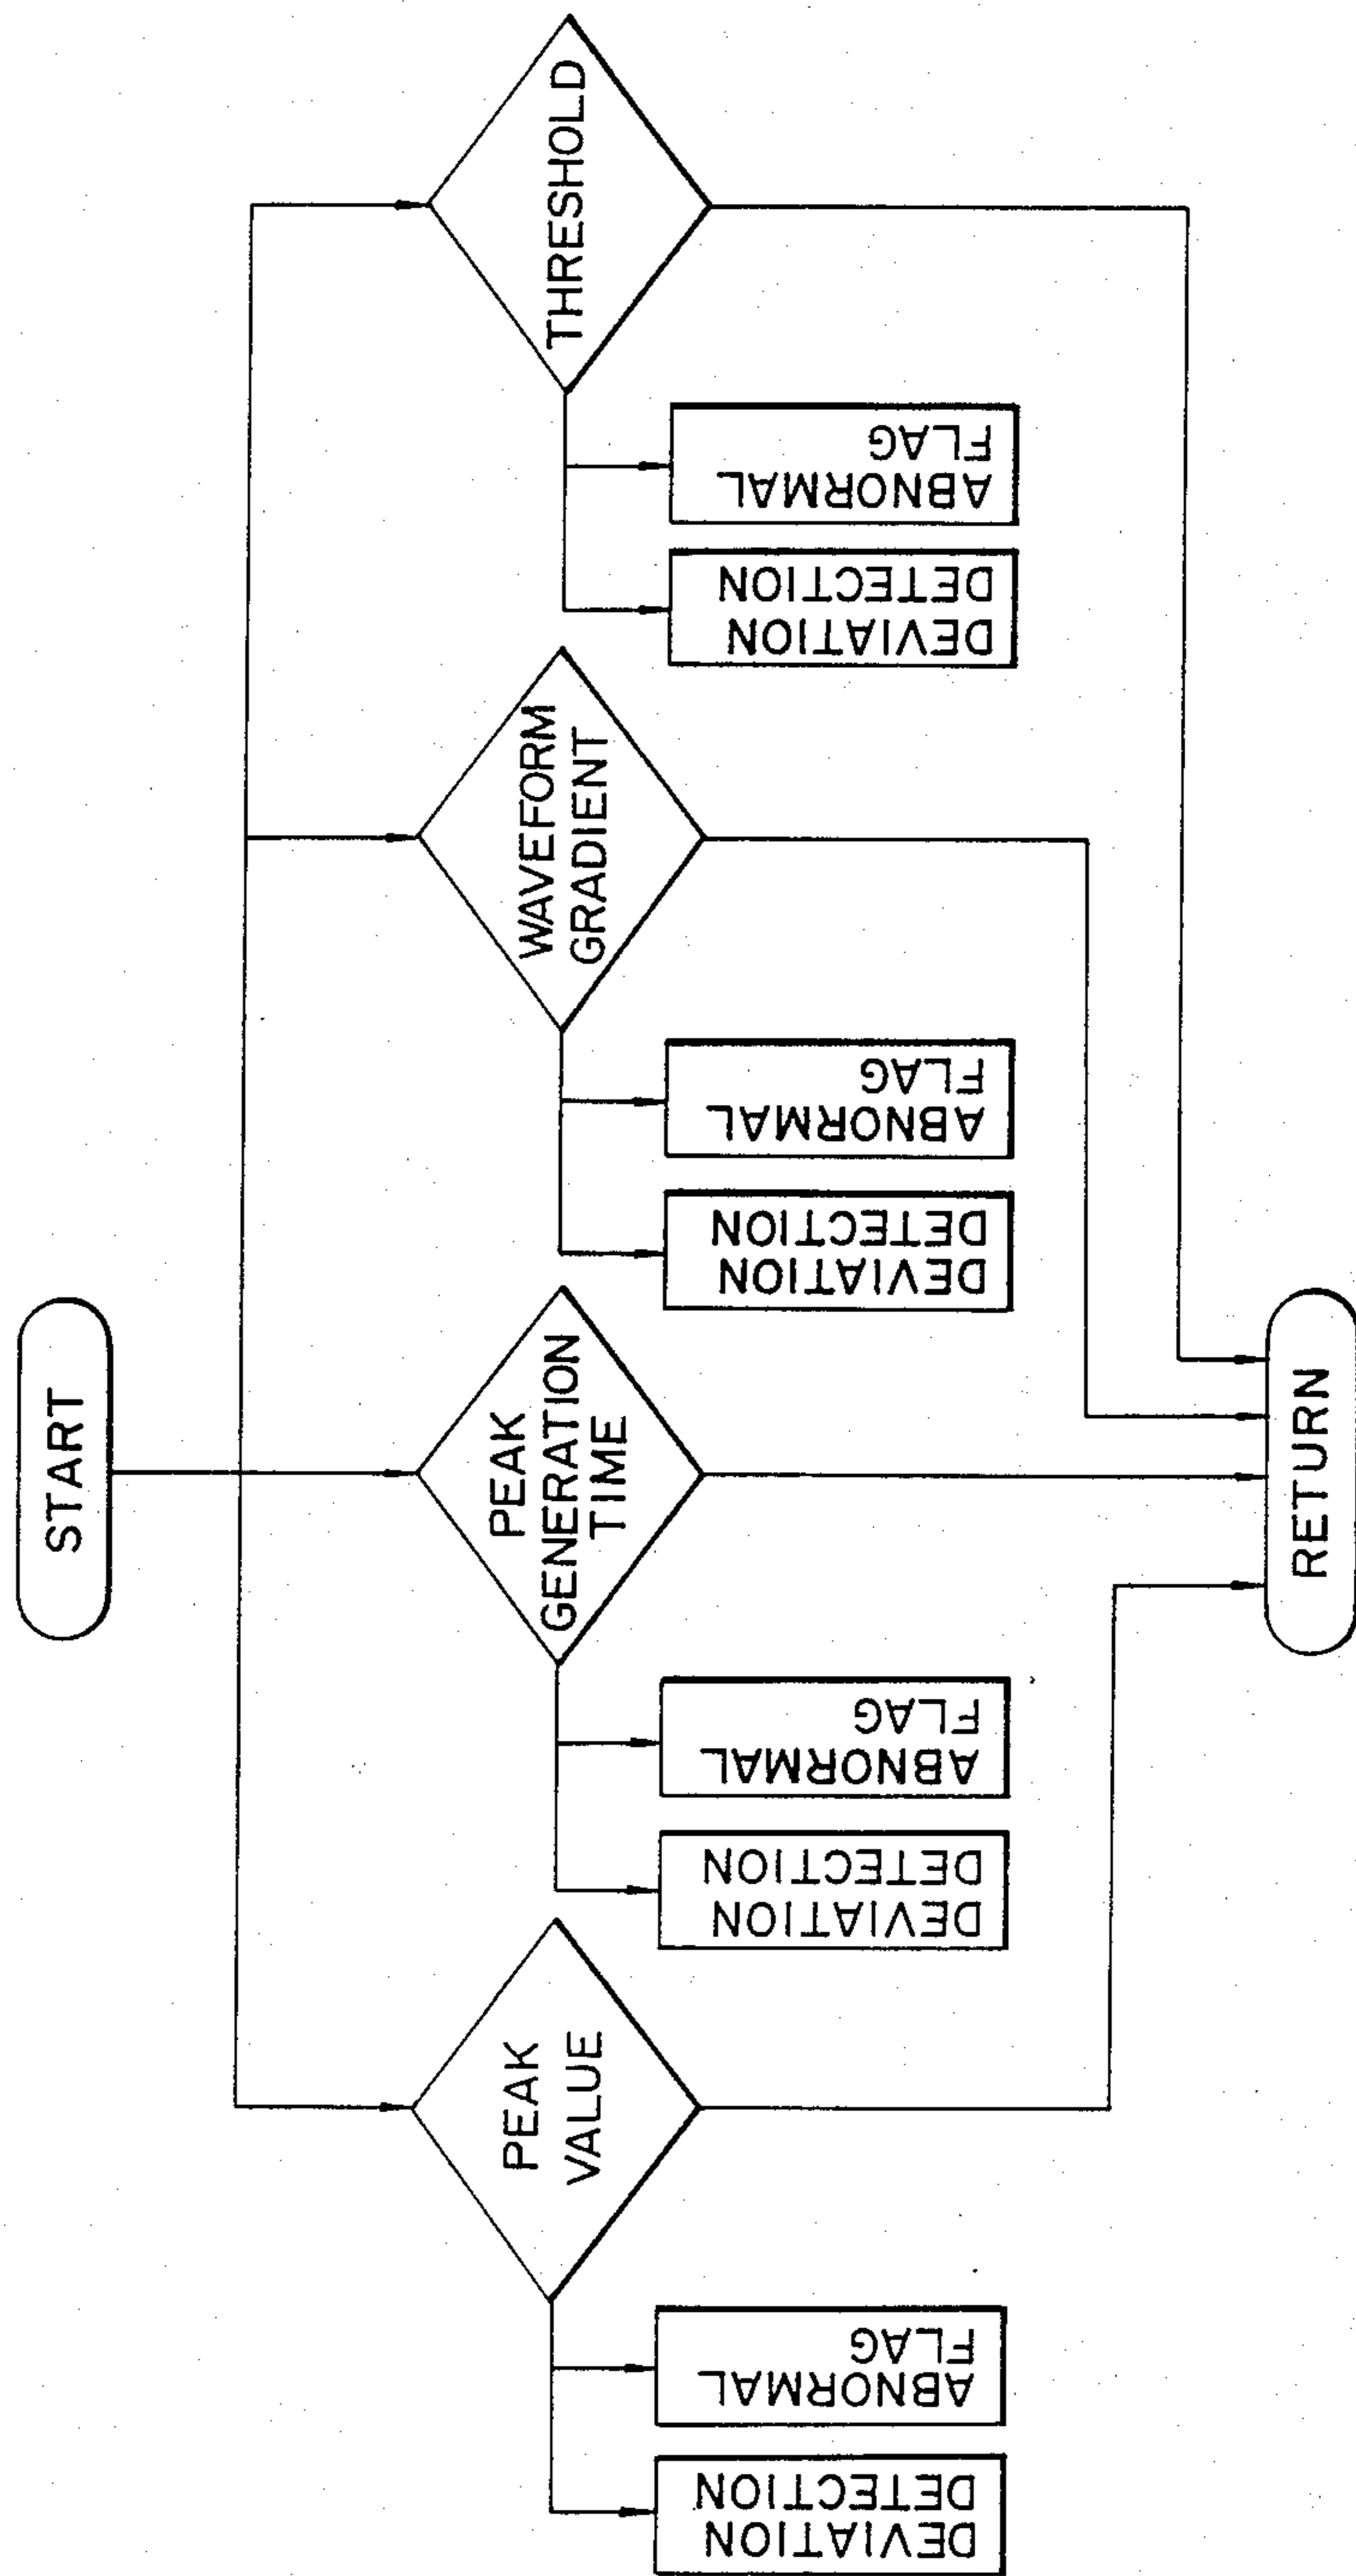 START
PEAK
VALUE
PEAK
GENERATION
TIME
WAVEFORM
GRADIENT
THRESHOLD
DEVIATION
DETECTION
ABNORMAL
FLAG
DEVIATION
DETECTION
ABNORMAL
FLAG
DEVIATION
DETECTION
ABNORMAL
FLAG
DEVIATION
DETECTION
ABNORMAL
FLAG
RETURN